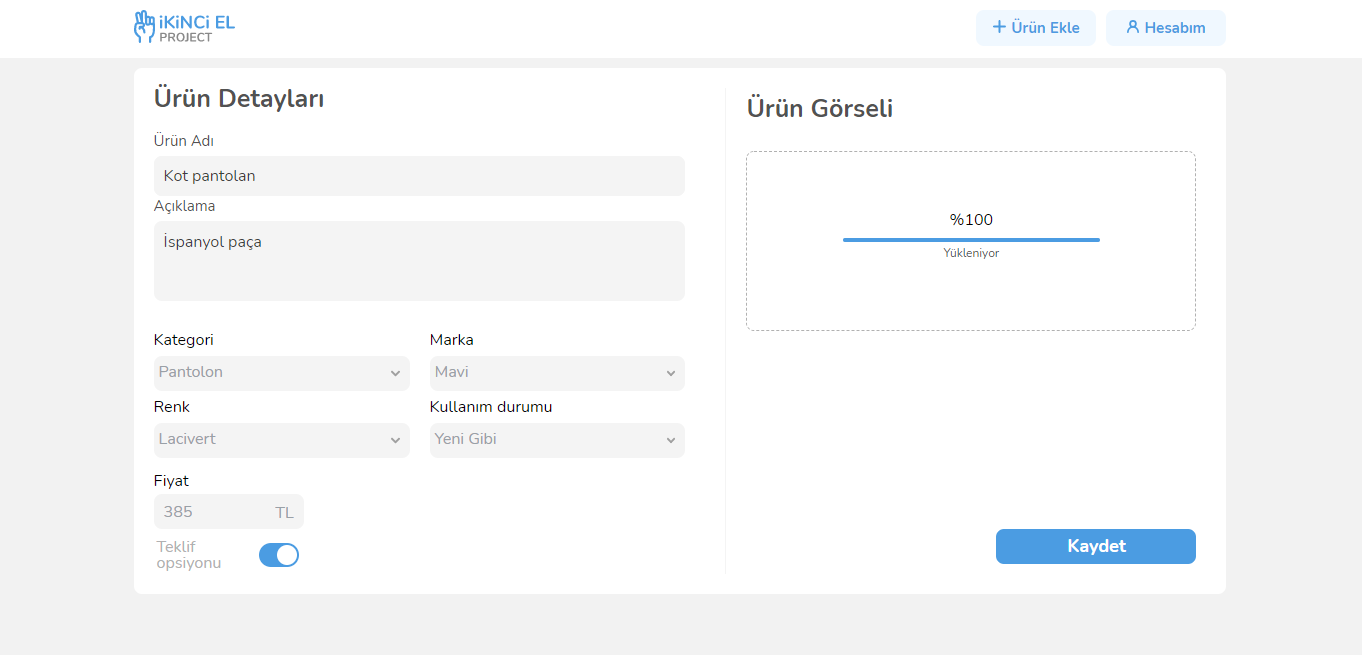 iKiNCi EL
PROJECT
Ürün Ekle
Hesabım
Ürün Detayları
Ürün Adı
Kot pantolan
Açıklama
İspanyol paça
Kategori
Marka
Pantolon
Mavi
Renk
Kullanım durumu
Lacivert
Yeni Gibi
Fiyat
385 TL
Teklif
opsiyonu
Ürün Görseli
%100
Yükleniyor
Kaydet